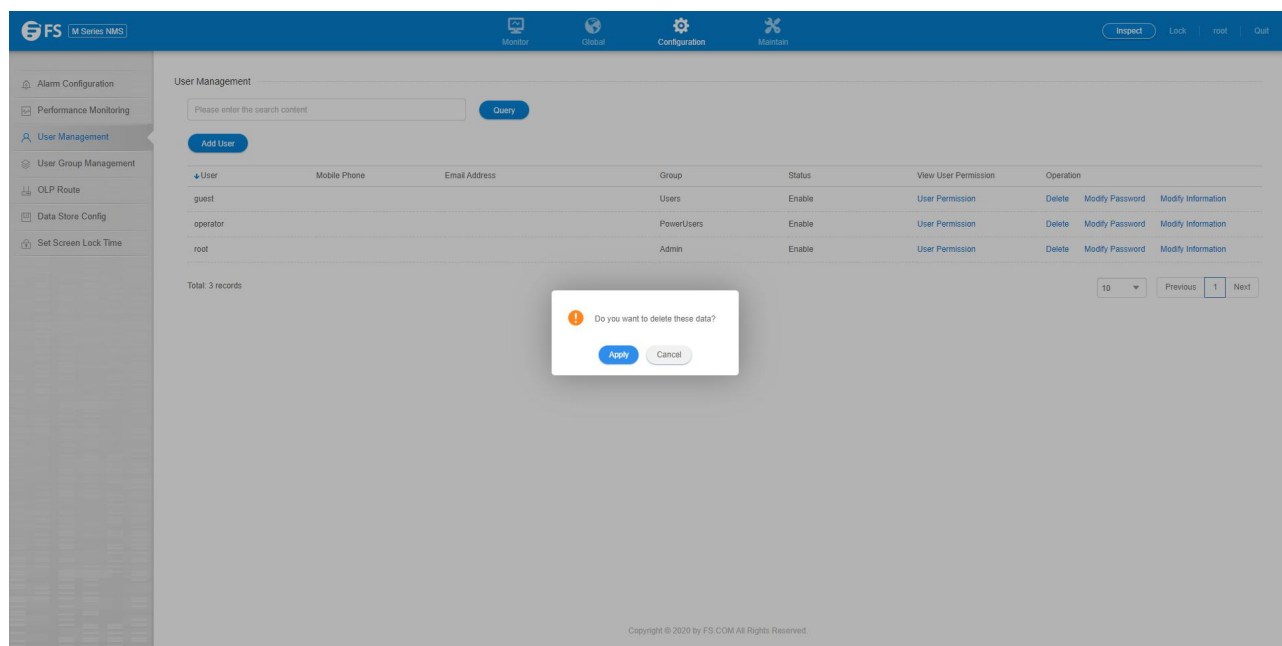 FS M Series NMS
Monitor Global Configuration Maintain
Inspect Lock root Quit
Alarm Configuration
Performance Monitoring
User Management
User Group Management
OLP Route
Data Store Config
Set Screen Lock Time
User Management
Please enter the search content Query
Add User
User Mobile Phone Email Address Group Status View User Permission Operation
guest Users Enable User Permission Delete Modify Password Modify Information
operator PowerUsers Enable User Permission Delete Modify Password Modify Information
root Admin Enable User Permission Delete Modify Password Modify Information
Total: 3 records 10 Previous 1 Next
Do you want to delete these data?
Apply Cancel
Copyright © 2020 by FS.COM All Rights Reserved.